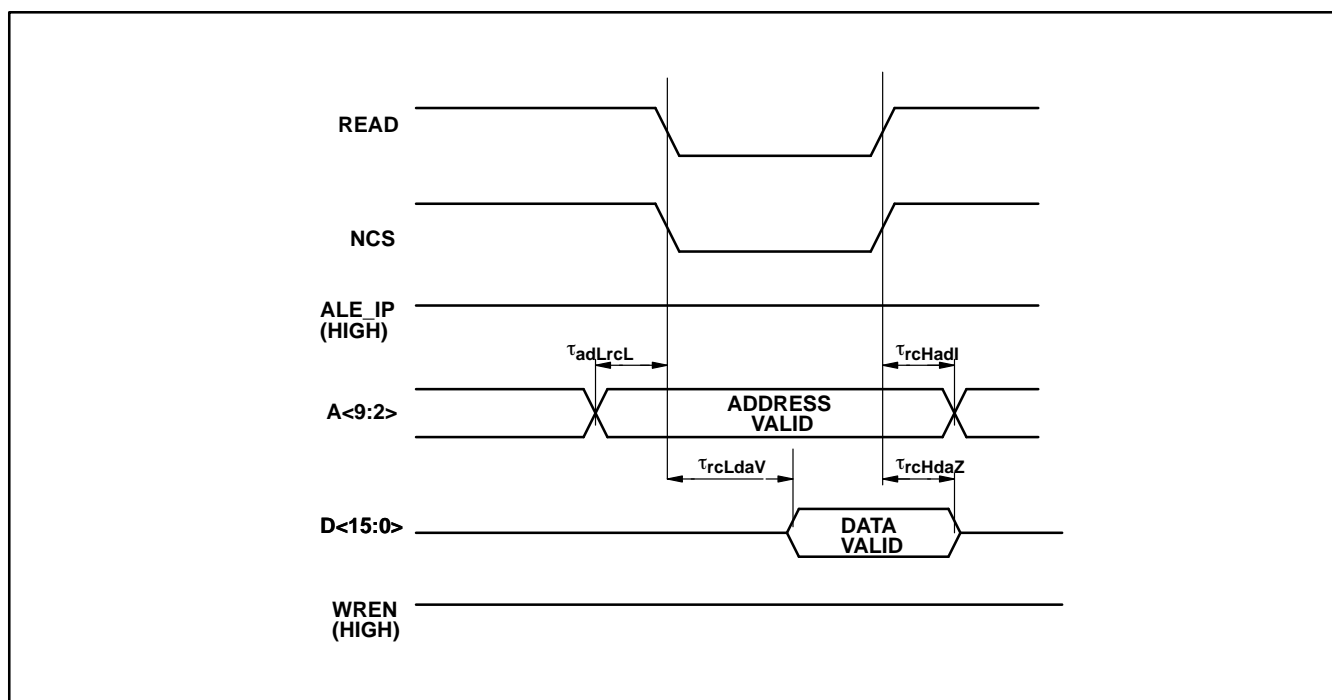 READ
NCS
ALE_IP
(HIGH)
τadLrcL
τrcHadI
A<9:2>
ADDRESS
VALID
τrcLdaV
τrcHdaZ
D<15:0>
DATA
VALID
WREN
(HIGH)